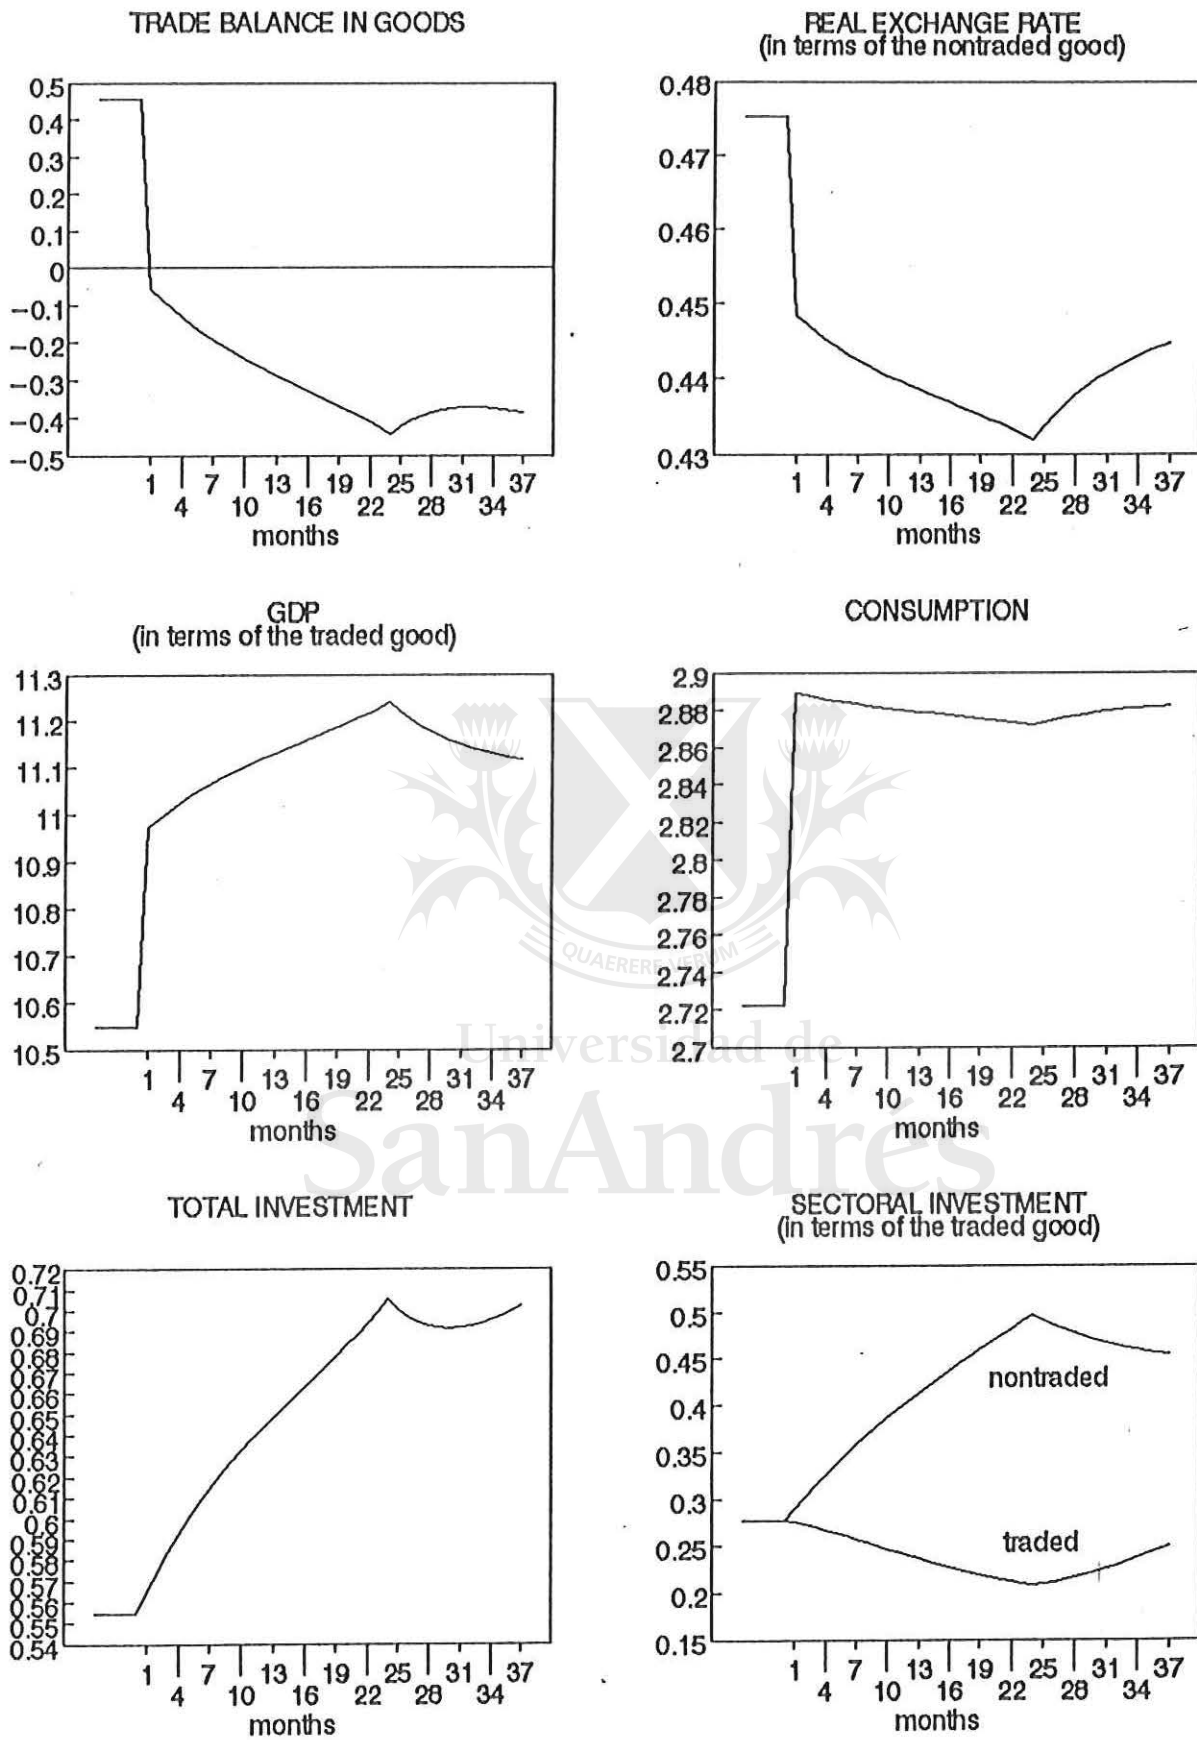 TRADE BALANCE IN GOODS
0.5
0.4
0.3
0.2
0.1
0
−0.1
−0.2
−0.3
−0.4
−0.5
1 7 13 19 25 31 37
4 10 16 22 28 34
months
REAL EXCHANGE RATE
(in terms of the nontraded good)
0.48
0.47
0.46
0.45
0.44
0.43
1 7 13 19 25 31 37
4 10 16 22 28 34
months
GDP
(in terms of the traded good)
11.3
11.2
11.1
11
10.9
10.8
10.7
10.6
10.5
1 7 13 19 25 31 37
4 10 16 22 28 34
months
CONSUMPTION
2.9
2.88
2.86
2.84
2.82
2.8
2.78
2.76
2.74
2.72
2.7
1 7 13 19 25 31 37
4 10 16 22 28 34
months
QUAERERE VERUM
Universidad de
SanAndrés
TOTAL INVESTMENT
0.72
0.71
0.7
0.69
0.68
0.67
0.66
0.65
0.64
0.63
0.62
0.61
0.6
0.59
0.58
0.57
0.56
0.55
0.54
1 7 13 19 25 31 37
4 10 16 22 28 34
months
SECTORAL INVESTMENT
(in terms of the traded good)
0.55
0.5
0.45
0.4
0.35
0.3
0.25
0.2
0.15
nontraded
traded
1 7 13 19 25 31 37
4 10 16 22 28 34
months